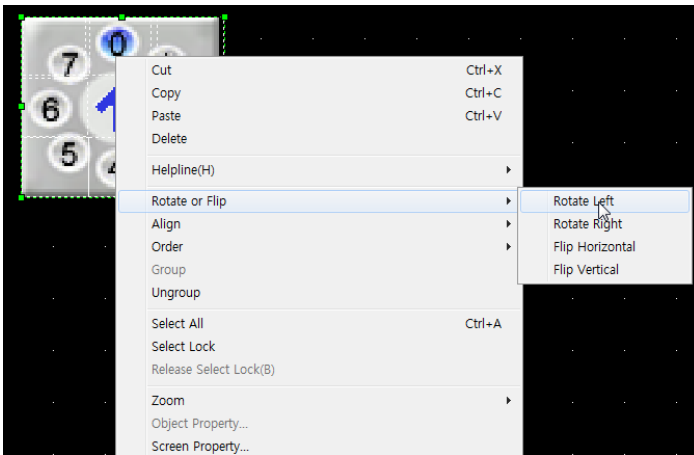 0
7
6
5
Cut Ctrl+X
Copy Ctrl+C
Paste Ctrl+V
Delete
Helpline(H)
Rotate or Flip
Rotate Left
Align
Rotate Right
Order
Flip Horizontal
Group
Flip Vertical
Ungroup
Select All Ctrl+A
Select Lock
Release Select Lock(B)
Zoom
Object Property...
Screen Property...